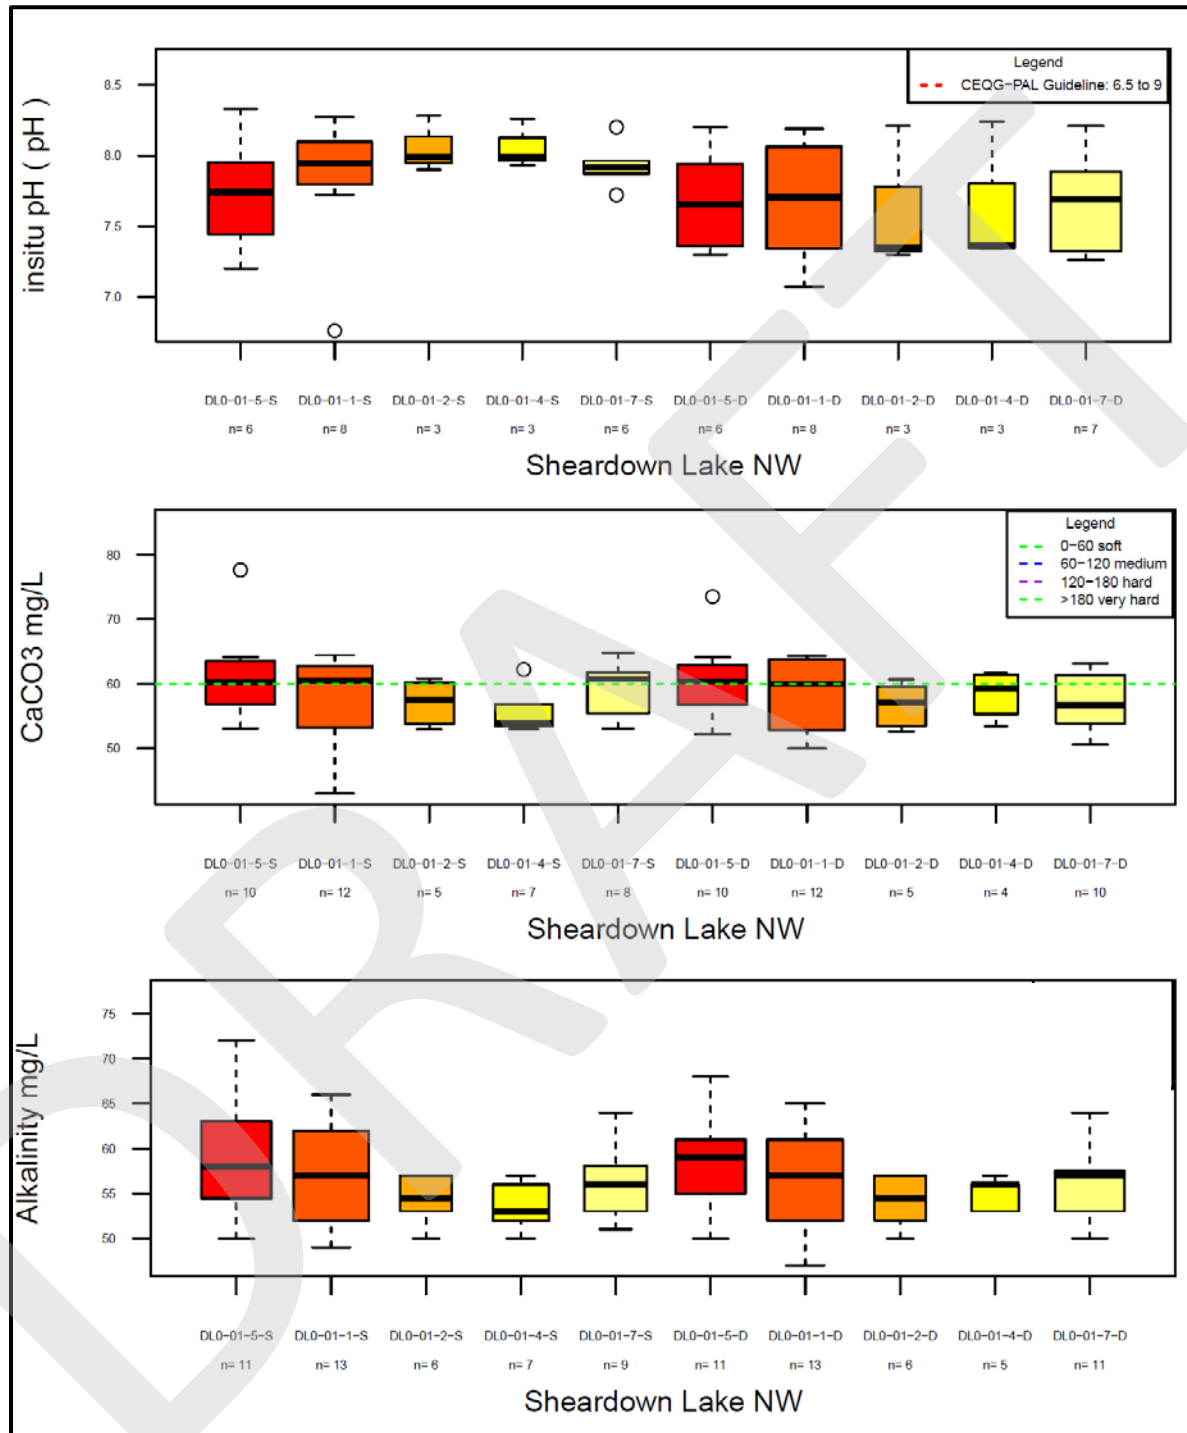 Legend
CEQG-PAL Guideline: 6.5 to 9
insitu pH ( pH )
8.5
8.0
7.5
7.0
DL0-01-5-S DL0-01-1-S DL0-01-2-S DL0-01-4-S DL0-01-7-S DL0-01-5-D DL0-01-1-D DL0-01-2-D DL0-01-4-D DL0-01-7-D
n= 6 n= 8 n= 3 n= 3 n= 6 n= 6 n= 8 n= 3 n= 3 n= 7
Sheardown Lake NW
Legend
0-60 soft
60-120 medium
120-180 hard
>180 very hard
CaCO3 mg/L
80
70
60
50
DL0-01-5-S DL0-01-1-S DL0-01-2-S DL0-01-4-S DL0-01-7-S DL0-01-5-D DL0-01-1-D DL0-01-2-D DL0-01-4-D DL0-01-7-D
n= 10 n= 12 n= 5 n= 7 n= 8 n= 10 n= 12 n= 5 n= 4 n= 10
Sheardown Lake NW
Alkalinity mg/L
75
70
65
60
55
50
DL0-01-5-S DL0-01-1-S DL0-01-2-S DL0-01-4-S DL0-01-7-S DL0-01-5-D DL0-01-1-D DL0-01-2-D DL0-01-4-D DL0-01-7-D
n= 11 n= 13 n= 6 n= 7 n= 9 n= 11 n= 13 n= 6 n= 5 n= 11
Sheardown Lake NW
DRAFT